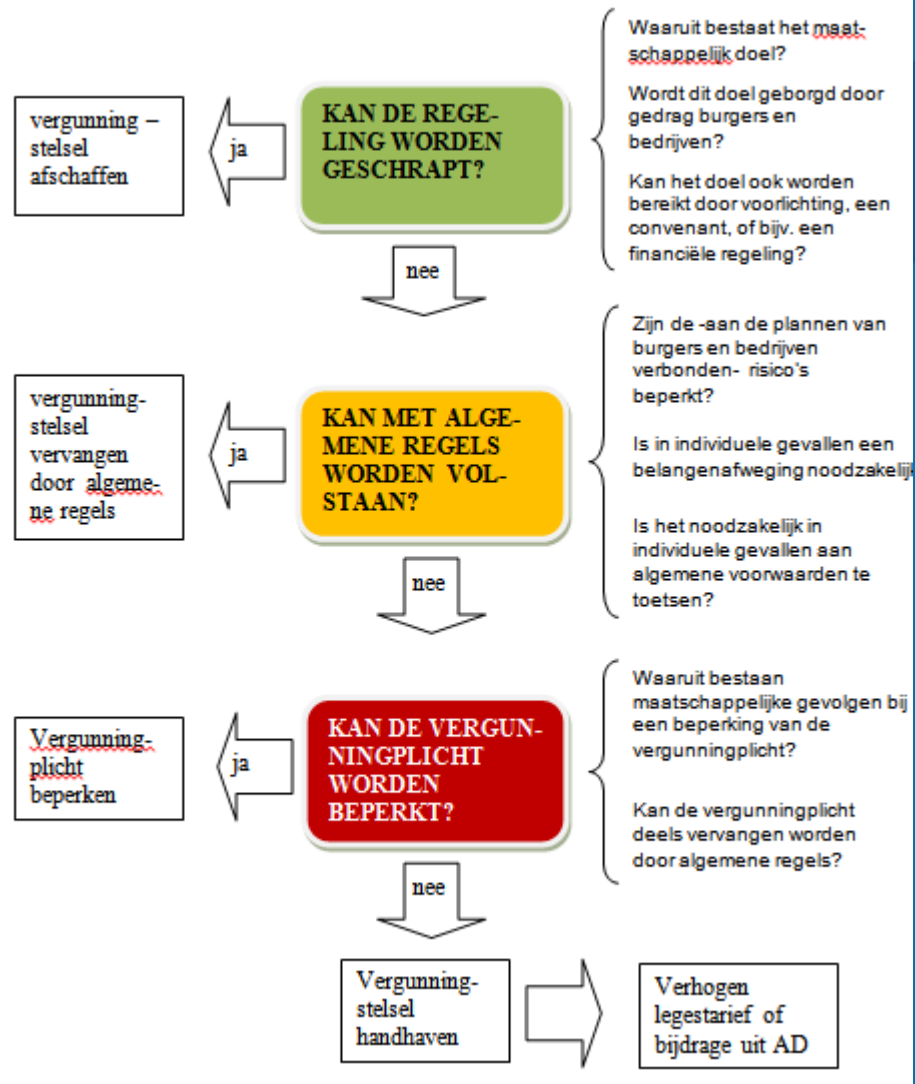 KAN DE REGE-
LING WORDEN
GESCHRAPT?
ja
vergunning –
stelsel
afschaffen
Waaruit bestaat het maat-
schappelijk doel?
Wordt dit doel geborgd door
gedrag burgers en
bedrijven?
Kan het doel ook worden
bereikt door voorlichting, een
convenant, of bijv. een
financiële regeling?
nee
KAN MET ALGE-
MENE REGELS
WORDEN VOL-
STAAN?
ja
vergunning-
stelsel
vervangen
door algeme-
ne regels
Zijn de -aan de plannen van
burgers en bedrijven
verbonden- risico's
beperkt?
Is in individuele gevallen een
belangenafweging noodzakelijk
Is het noodzakelijk in
individuele gevallen aan
algemene voorwaarden te
toetsen?
nee
KAN DE VERGUN-
NINGPLICHT
WORDEN
BEPERKT?
ja
Vergunning-
plicht
beperken
Waaruit bestaan
maatschappelijke gevolgen bij
een beperking van de
vergunningplicht?
Kan de vergunningplicht
deels vervangen worden
door algemene regels?
nee
Vergunning-
stelsel
handhaven
Verhogen
legestarief of
bijdrage uit AD